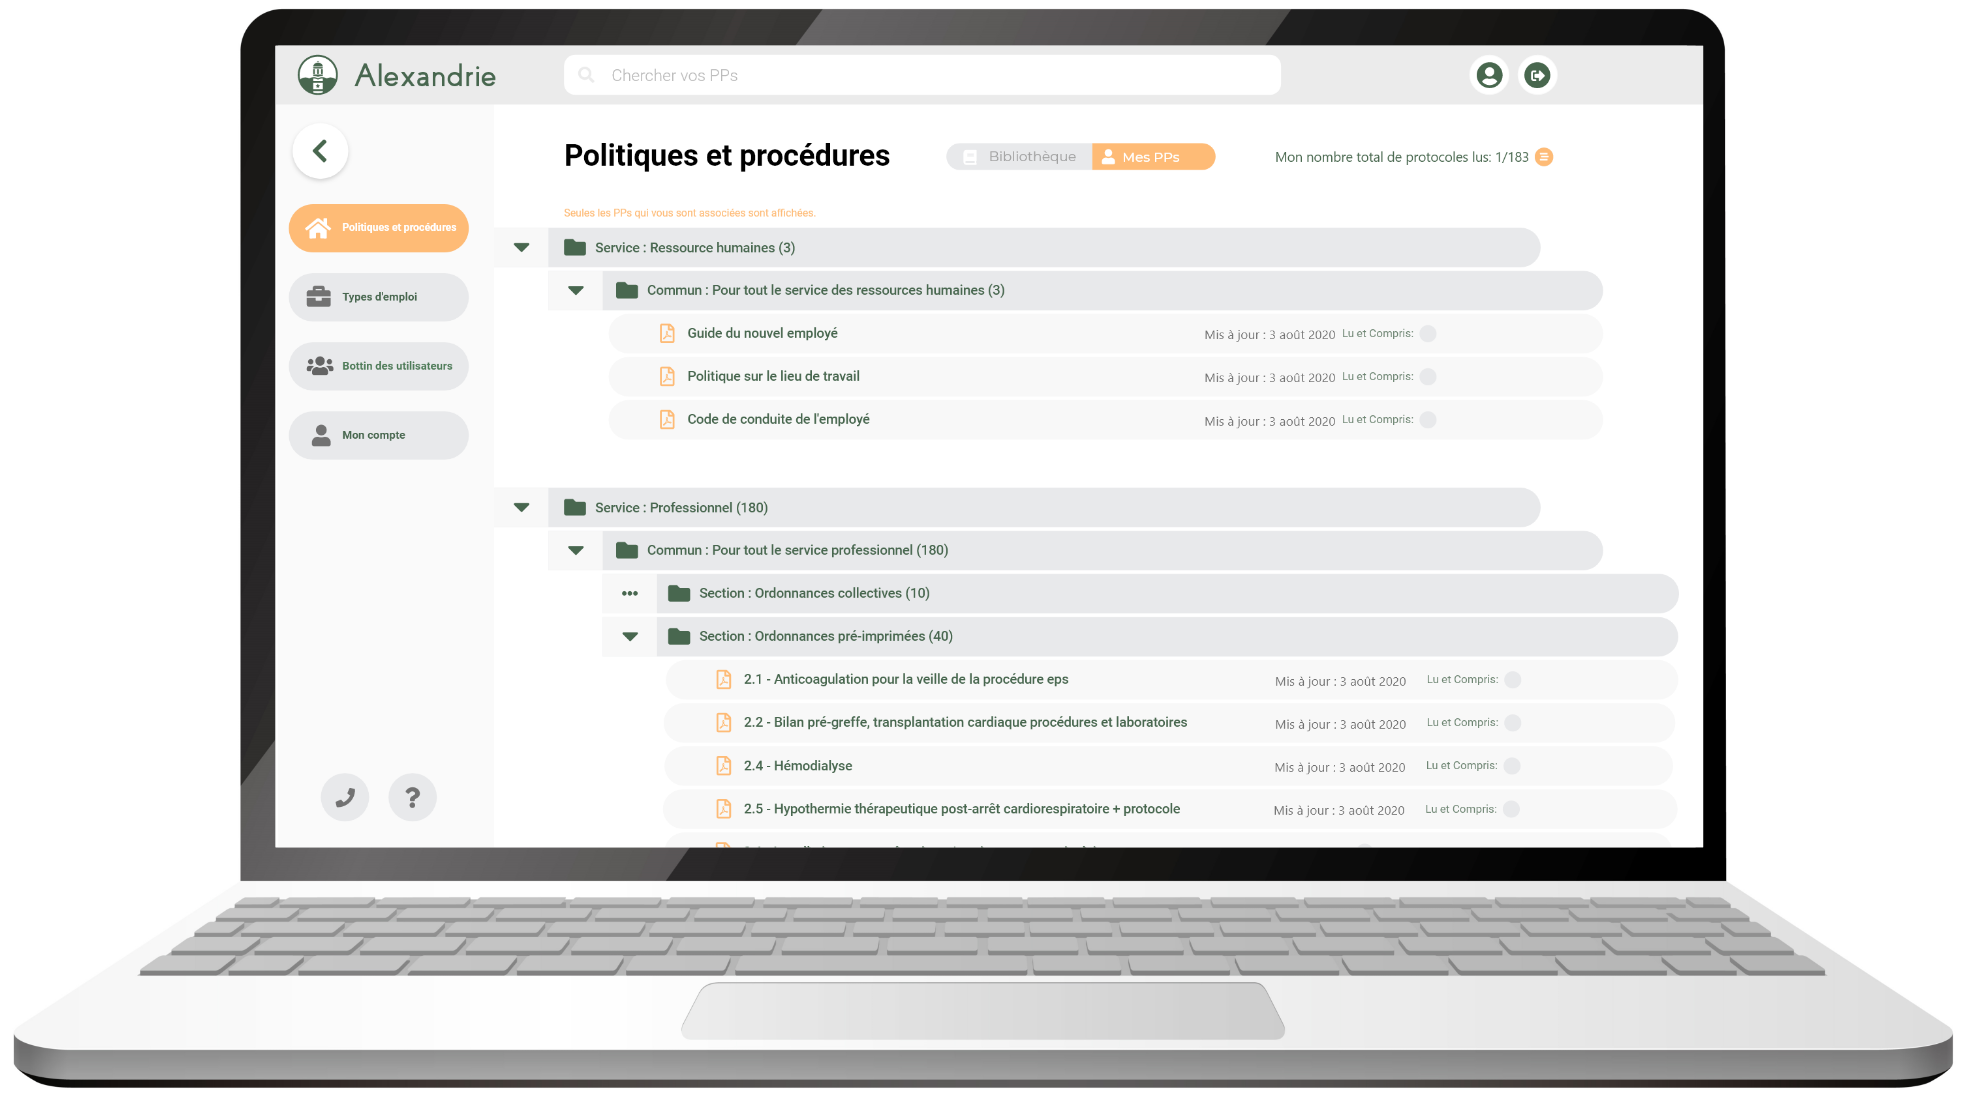 Alexandrie
Chercher vos PPs
Politiques et procédures
Bibliothèque
Mes PPs
Mon nombre total de protocoles lus: 1/183
Politiques et procédures
Types d'emploi
Bottin des utilisateurs
Mon compte
Seules les PPs qui vous sont associées sont affichées.
Service : Ressource humaines (3)
Commun : Pour tout le service des ressources humaines (3)
Guide du nouvel employé Mis à jour : 3 août 2020 Lu et Compris:
Politique sur le lieu de travail Mis à jour : 3 août 2020 Lu et Compris:
Code de conduite de l'employé Mis à jour : 3 août 2020 Lu et Compris:
Service : Professionnel (180)
Commun : Pour tout le service professionnel (180)
Section : Ordonnances collectives (10)
Section : Ordonnances pré-imprimées (40)
2.1 - Anticoagulation pour la veille de la procédure eps Mis à jour : 3 août 2020 Lu et Compris:
2.2 - Bilan pré-greffe, transplantation cardiaque procédures et laboratoires Mis à jour : 3 août 2020 Lu et Compris:
2.4 - Hémodialyse Mis à jour : 3 août 2020 Lu et Compris:
2.5 - Hypothermie thérapeutique post-arrêt cardiorespiratoire + protocole Mis à jour : 3 août 2020 Lu et Compris: